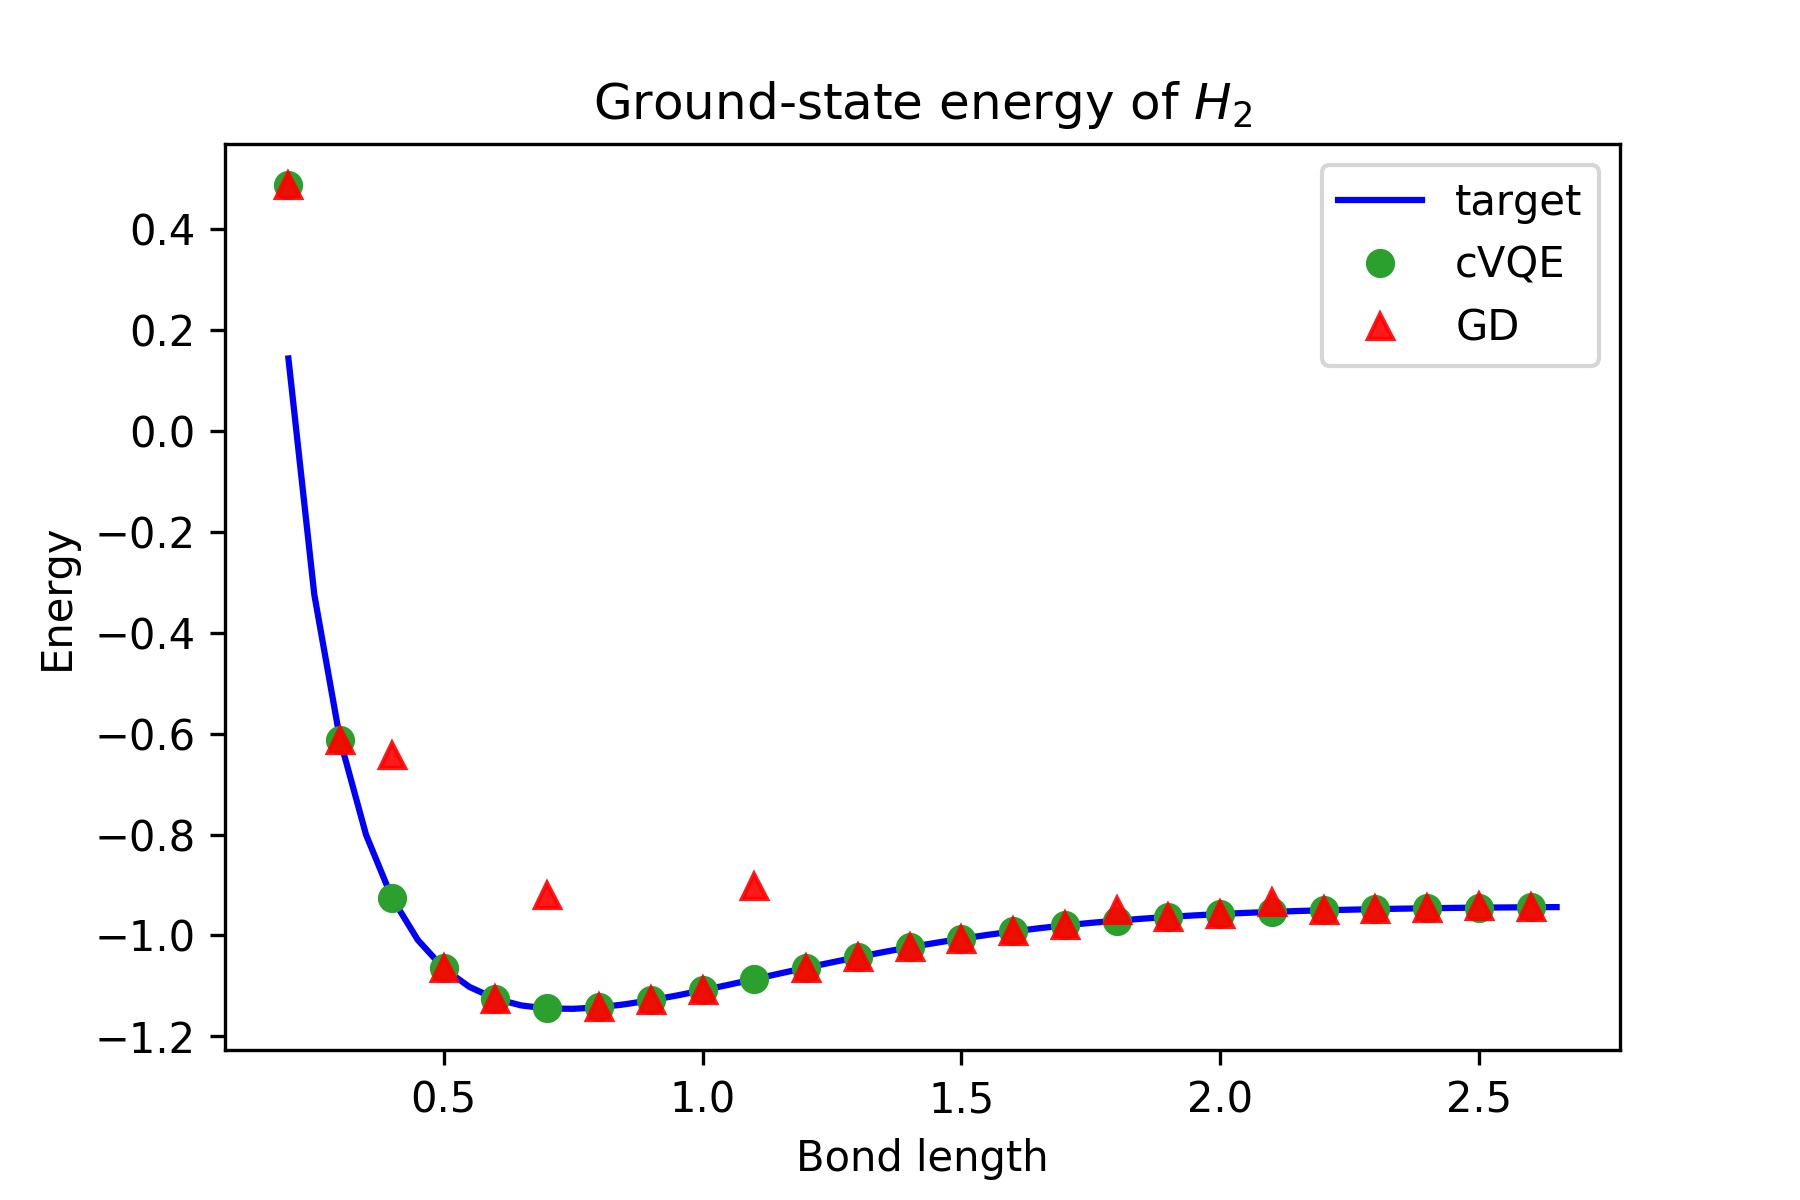 Ground-state energy of H₂
target
cVQE
GD
Energy
0.4
0.2
0.0
−0.2
−0.4
−0.6
−0.8
−1.0
−1.2
0.5 1.0 1.5 2.0 2.5
Bond length